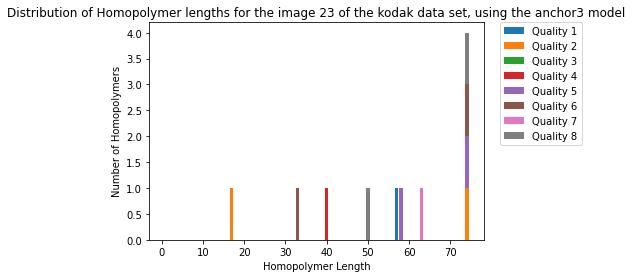 Distribution of Homopolymer lengths for the image 23 of the kodak data set, using the anchor3 model
Number of Homopolymers
4.0
3.5
3.0
2.5
2.0
1.5
1.0
0.5
0.0
0 10 20 30 40 50 60 70
Homopolymer Length
Quality 1
Quality 2
Quality 3
Quality 4
Quality 5
Quality 6
Quality 7
Quality 8